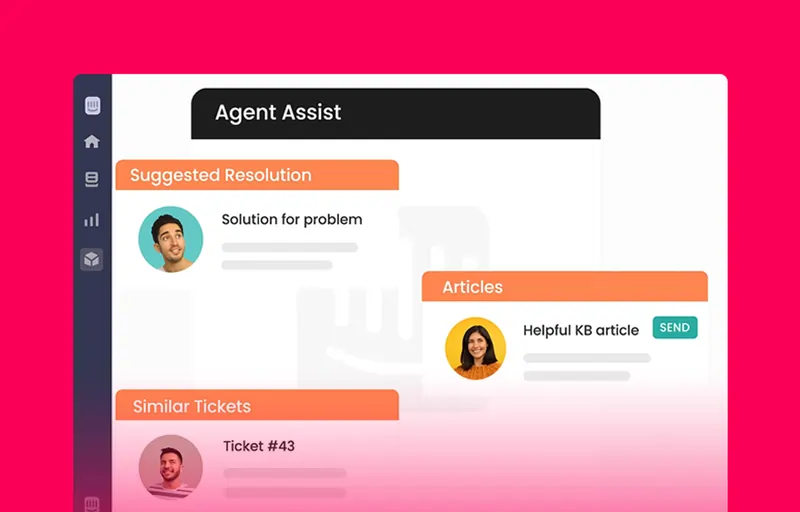 Agent Assist
Suggested Resolution
Solution for problem
Articles
Helpful KB article
SEND
Similar Tickets
Ticket #43